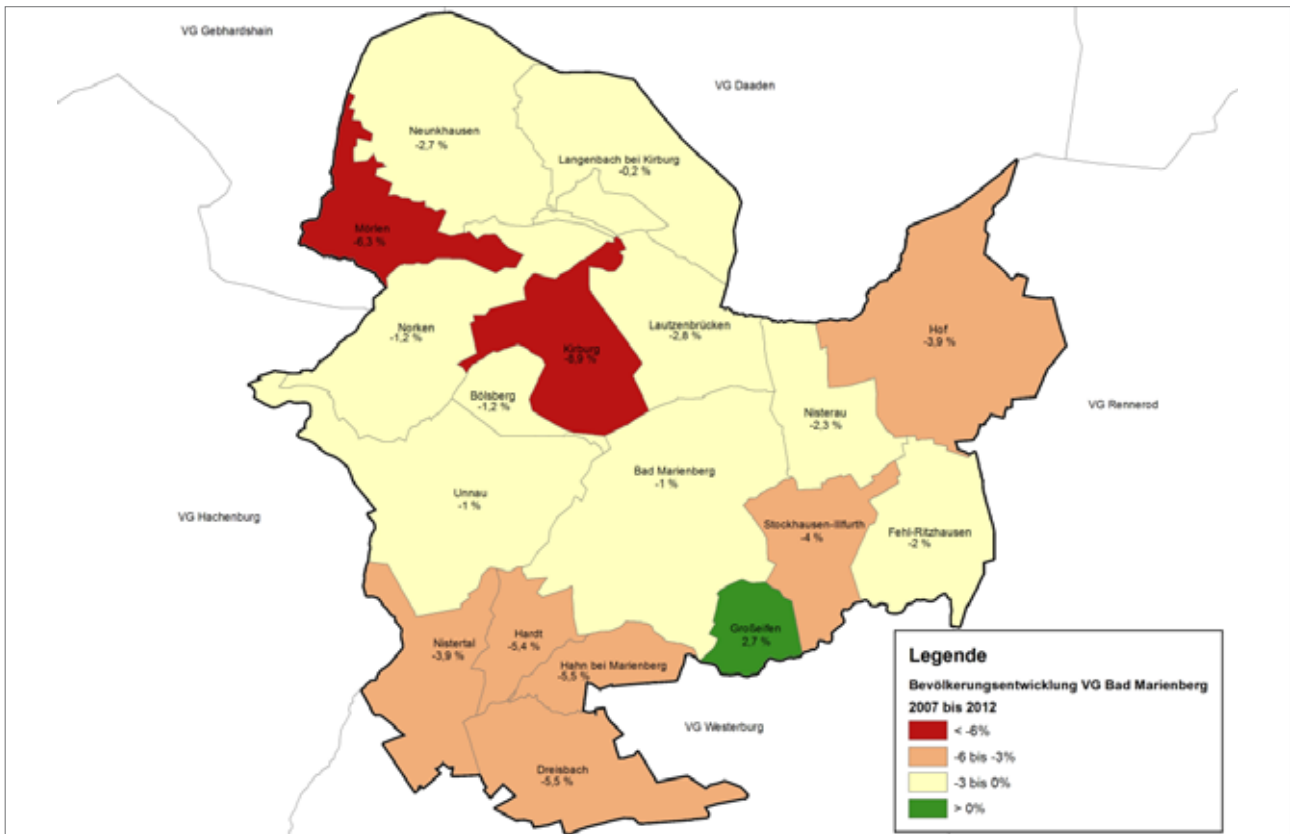 VG Gebhardshain
VG Daaden
Neunkhausen
-2,7 %
Langenbach bei Kirburg
-0,2 %
Mörlen
-6,3 %
Norken
-1,2 %
Lautzenbrücken
-2,8 %
Hof
-3,9 %
Kirburg
-8,9 %
Bölsberg
-1,2 %
Nisterau
-2,3 %
VG Rennerod
Bad Marienberg
-1 %
Unnau
-1 %
VG Hachenburg
Stockhausen-Illfurth
-4 %
Fehl-Ritzhausen
-2 %
Großeifen
2,7 %
Nistertal
-3,9 %
Hardt
-5,4 %
Hahn bei Marienberg
-5,5 %
VG Westerburg
Dreisbach
-5,5 %
Legende
Bevölkerungsentwicklung VG Bad Marienberg
2007 bis 2012
< -6%
-6 bis -3%
-3 bis 0%
> 0%